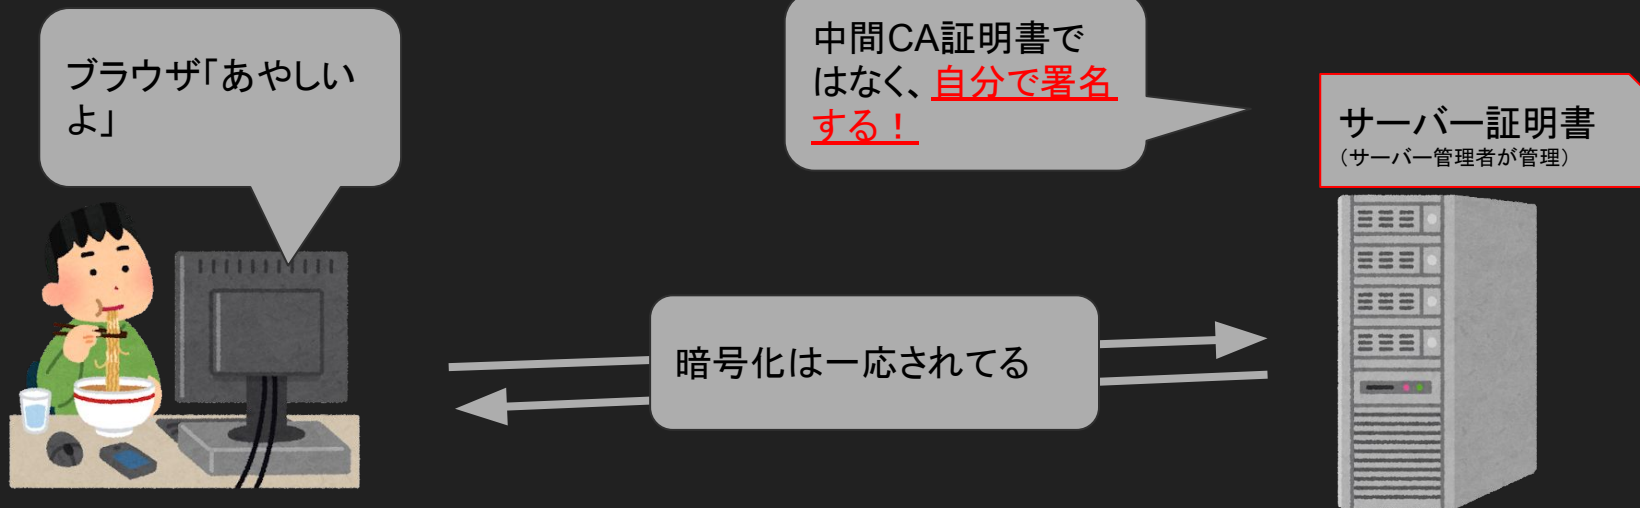 ブラウザ「あやしい
よ」
中間CA証明書で
はなく、自分で署名
する！
サーバー証明書
（サーバー管理者が管理）
暗号化は一応されてる